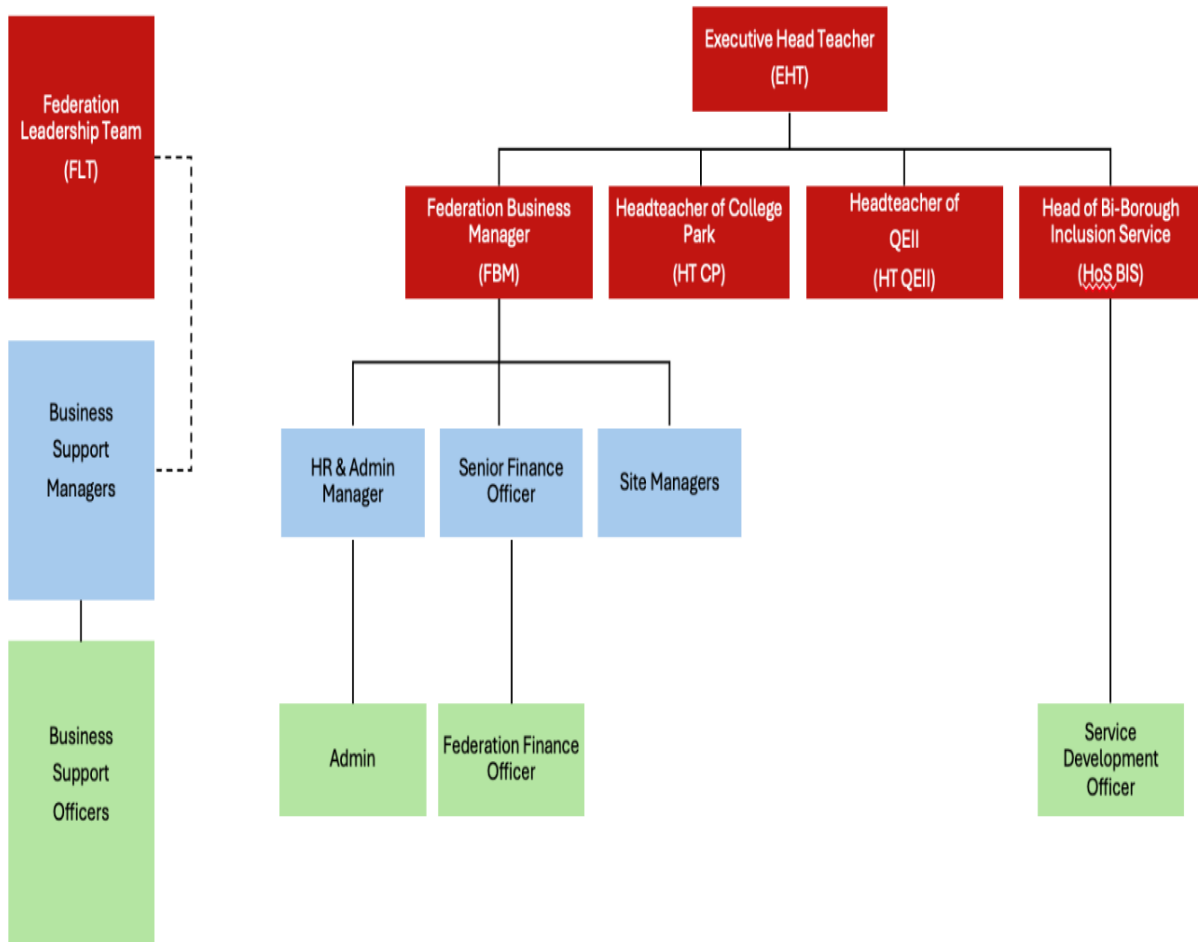 Executive Head Teacher
(EHT)
Federation
Leadership Team
(FLT)
Federation Business
Manager
(FBM)
Headteacher of College
Park
(HT CP)
Headteacher of
QEII
(HT QEII)
Head of Bi-Borough
Inclusion Service
(HoS BIS)
Business
Support
Managers
HR & Admin
Manager
Senior Finance
Officer
Site Managers
Business
Support
Officers
Admin
Federation Finance
Officer
Service
Development
Officer